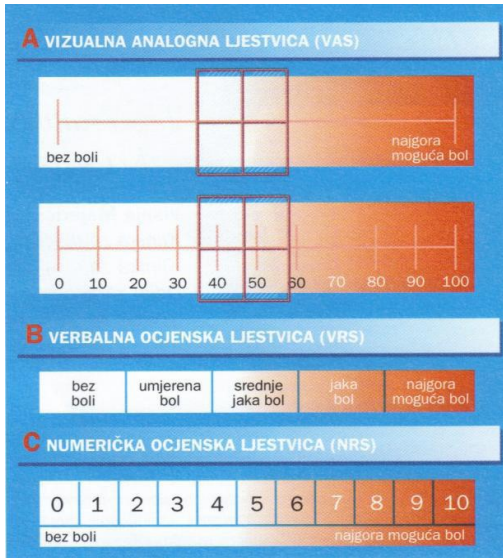 A VIZUALNA ANALOGNA LJESTVICA (VAS)
bez boli
najgora
moguća bol
0 10 20 30 40 50 60 70 80 90 100
B VERBALNA OCJENSKA LJESTVICA (VRS)
bez
boli
umjerena
bol
srednje
jaka bol
jaka
bol
najgora
moguća bol
C NUMERIČKA OCJENSKA LJESTVICA (NRS)
0 1 2 3 4 5 6 7 8 9 10
bez boli najgora moguća bol